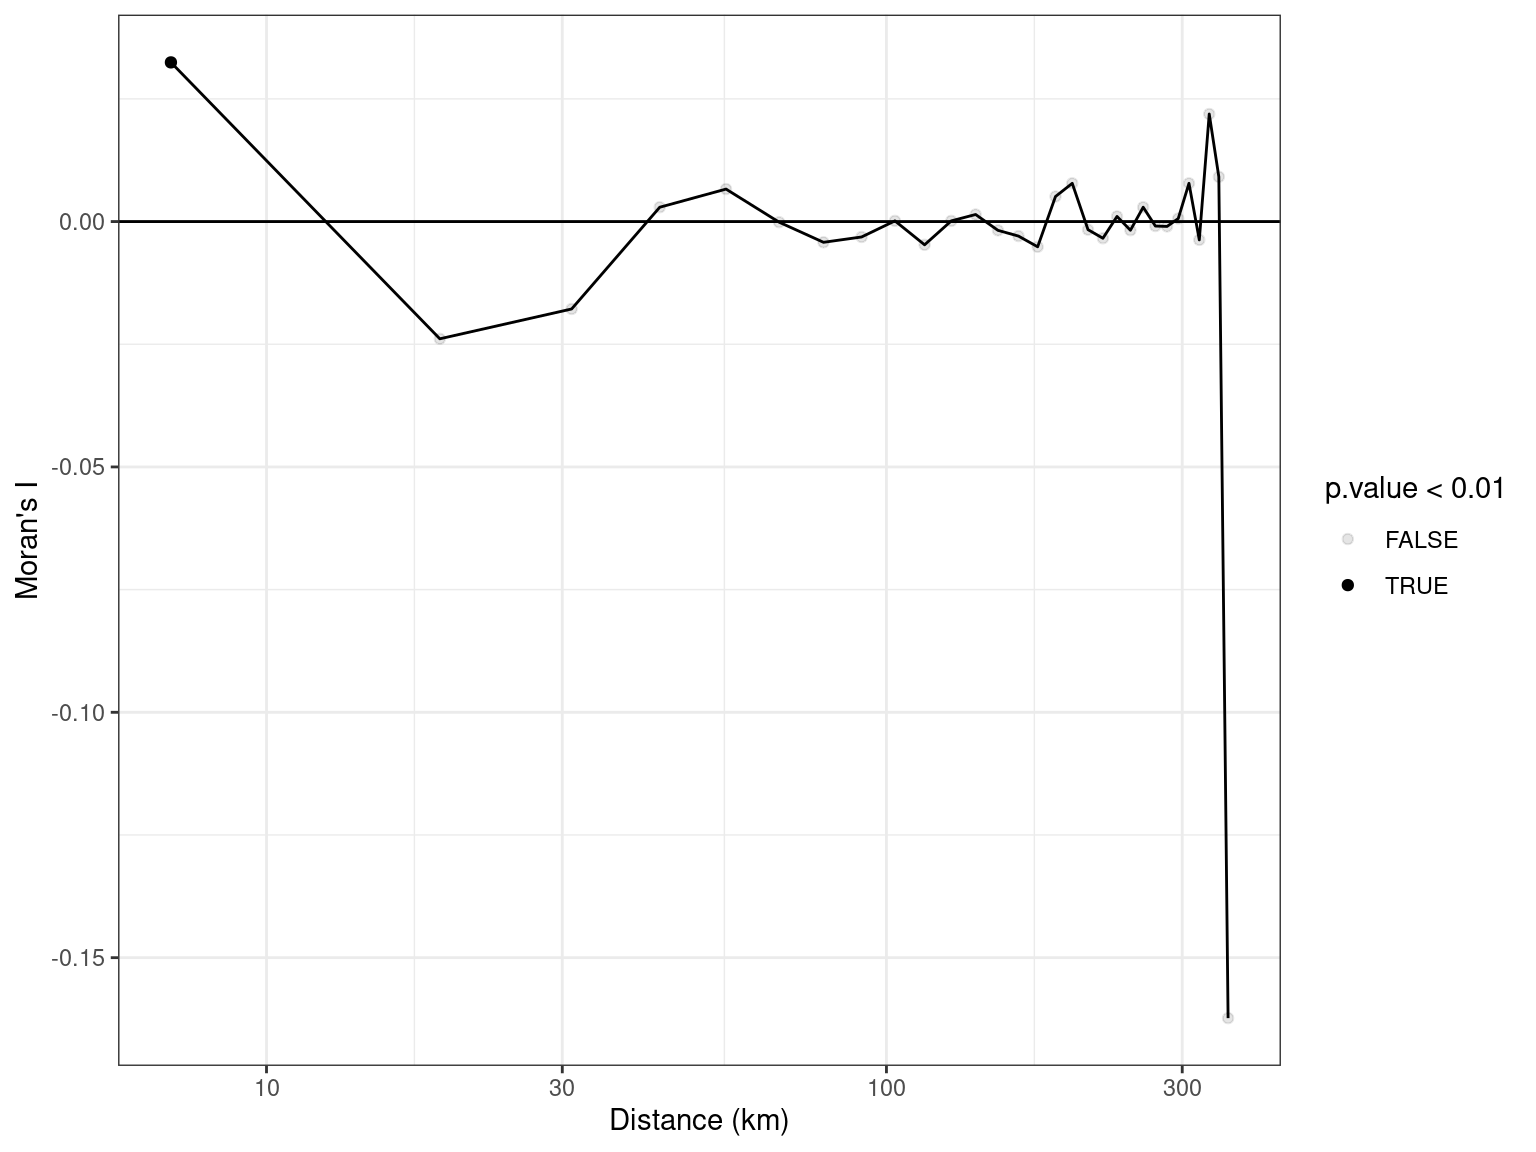 0.00
-0.05
-0.10
-0.15
Moran's I
10 30 100 300
Distance (km)
p.value < 0.01
FALSE
TRUE